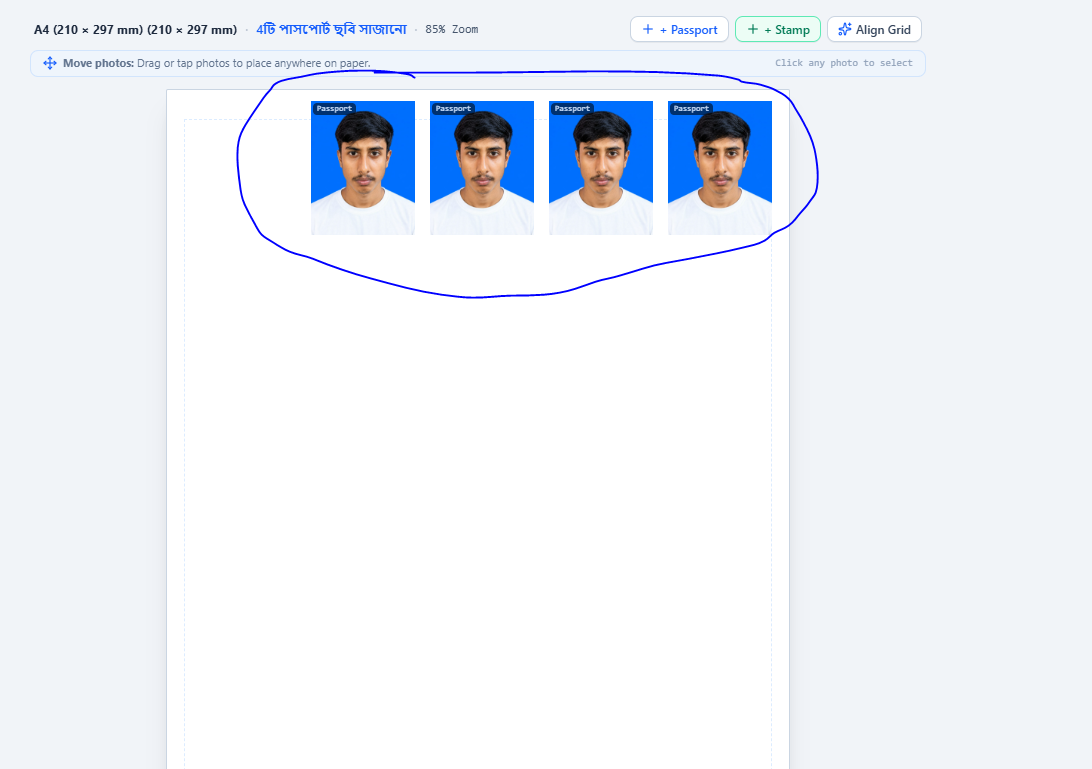 A4 (210 × 297 mm) (210 × 297 mm) · 4টি পাসপোর্ট ছবি সাজানো · 85% Zoom + + Passport + + Stamp Align Grid
Move photos: Drag or tap photos to place anywhere on paper. Click any photo to select
Passport Passport Passport Passport